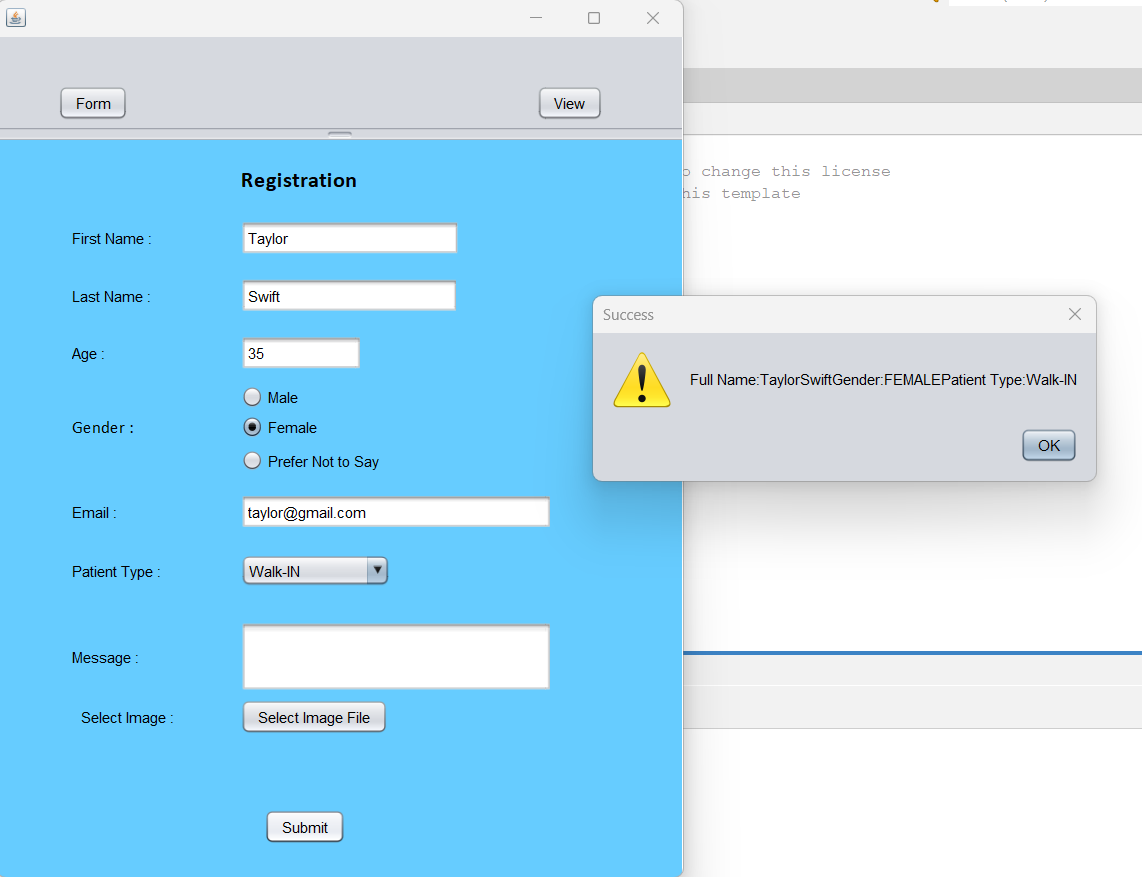 Form
View
o change this license
his template
Registration
First Name :
Taylor
Last Name :
Swift
Age :
35
Male
Gender :
Female
Prefer Not to Say
Email :
taylor@gmail.com
Patient Type :
Walk-IN
Message :
Select Image :
Select Image File
Submit
Success
Full Name:TaylorSwiftGender:FEMALEPatient Type:Walk-IN
OK